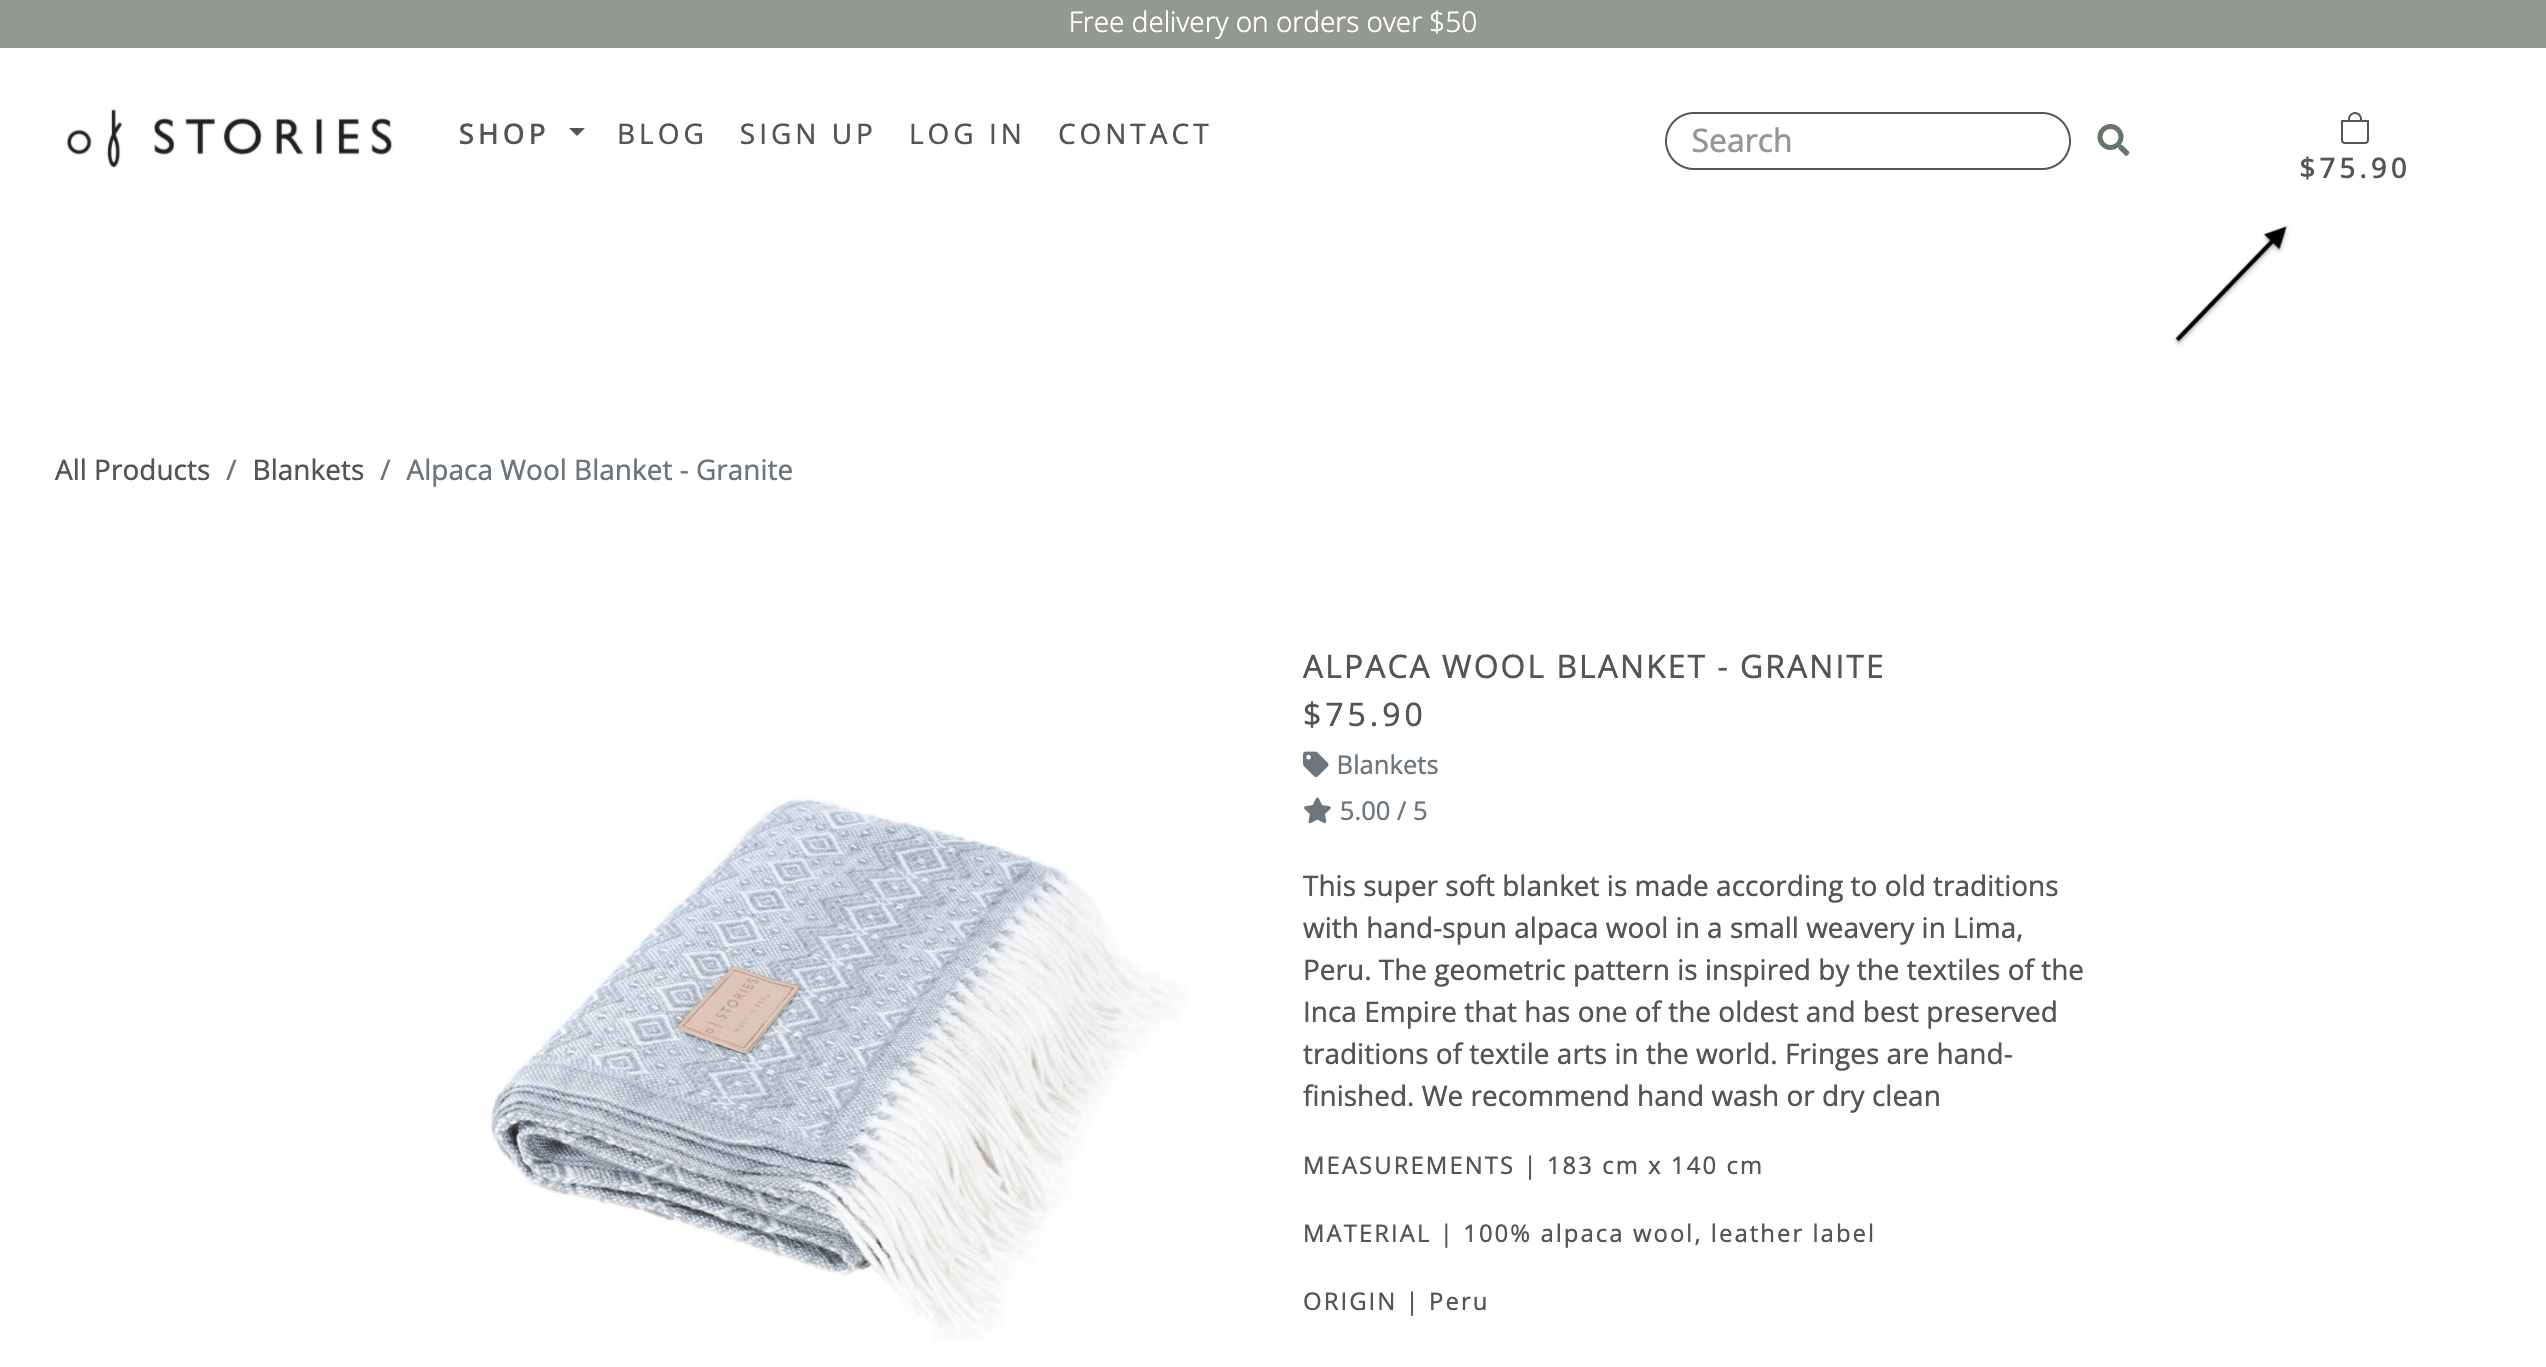 Free delivery on orders over $50
of STORIES
SHOP
BLOG
SIGN UP
LOG IN
CONTACT
Search
$75.90
All Products / Blankets / Alpaca Wool Blanket - Granite
ALPACA WOOL BLANKET - GRANITE
$75.90
Blankets
5.00 / 5
This super soft blanket is made according to old traditions
with hand-spun alpaca wool in a small weavery in Lima,
Peru. The geometric pattern is inspired by the textiles of the
Inca Empire that has one of the oldest and best preserved
traditions of textile arts in the world. Fringes are hand-
finished. We recommend hand wash or dry clean
MEASUREMENTS | 183 cm x 140 cm
MATERIAL | 100% alpaca wool, leather label
ORIGIN | Peru
of STORIES
MADE IN PERU